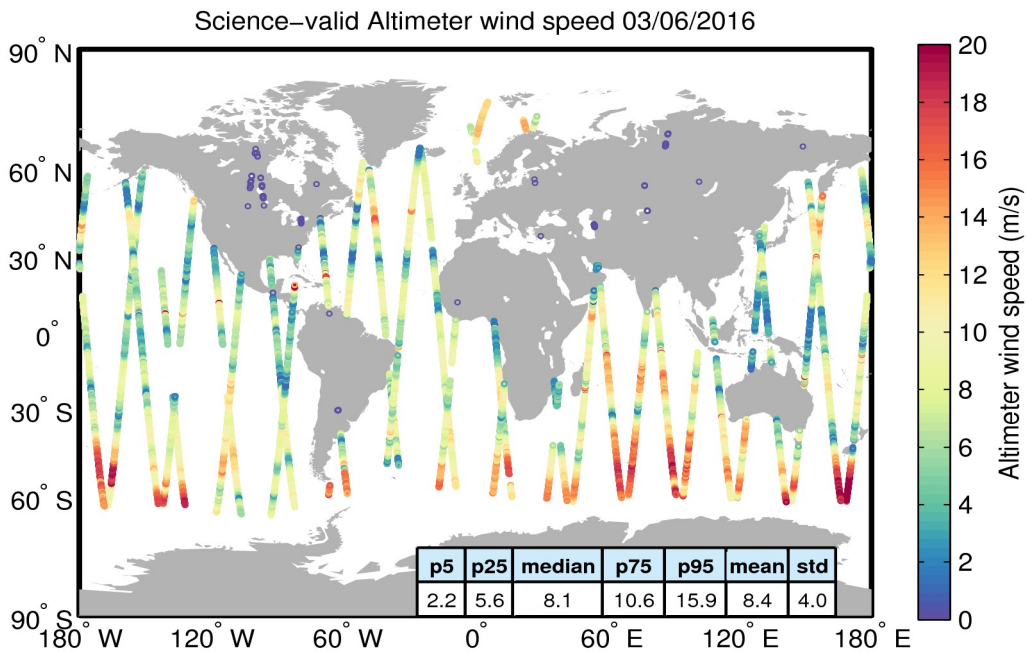 Science−valid Altimeter wind speed 03/06/2016
90° N
60° N
30° N
0°
30° S
60° S
90° S
180° W
120° W
60° W
0°
60° E
120° E
180° E
p5 p25 median p75 p95 mean std
2.2 5.6 8.1 10.6 15.9 8.4 4.0
20
18
16
14
12
10
8
6
4
2
0
Altimeter wind speed (m/s)